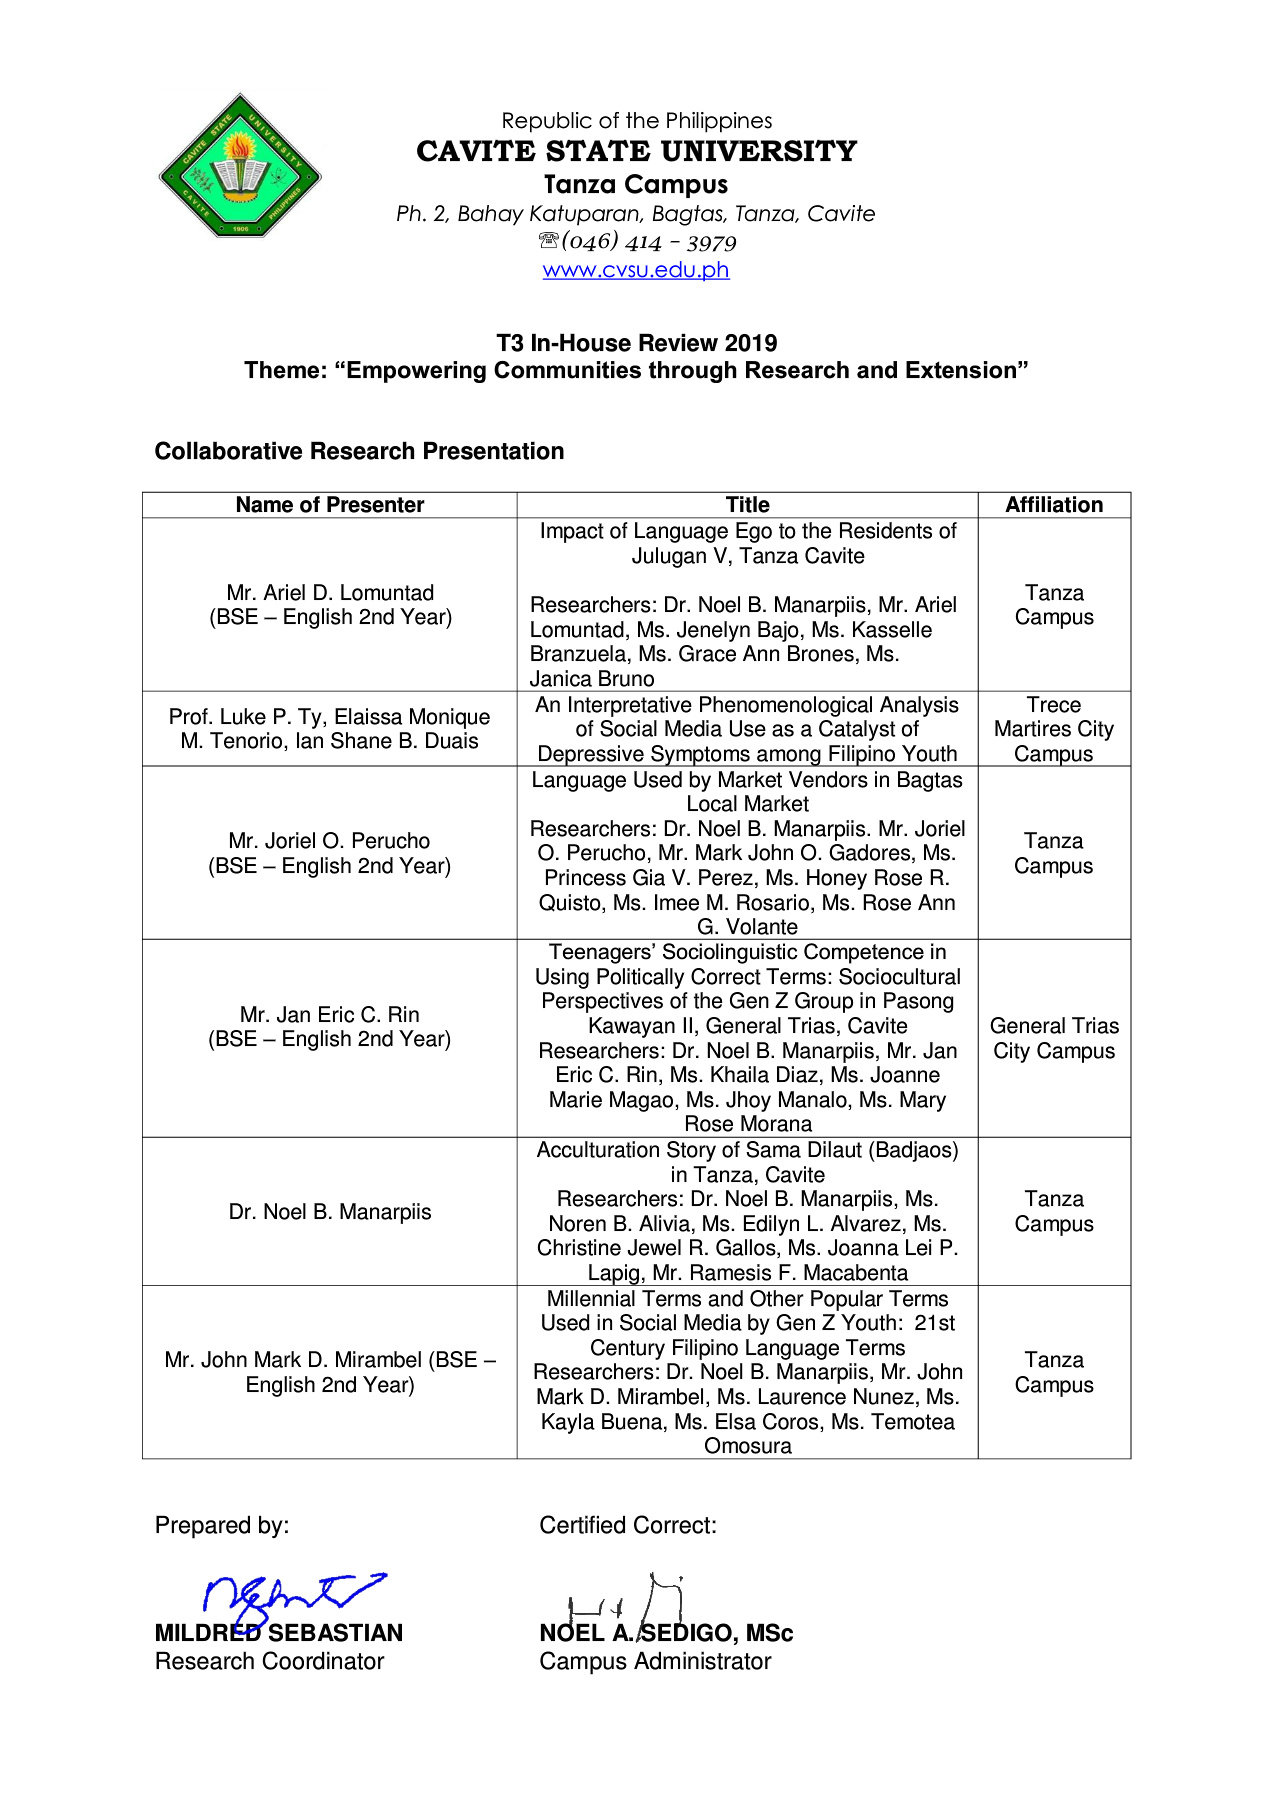 CAVITE STATE UNIVERSITY
CAVITE PHILIPPINES
1906
Republic of the Philippines
CAVITE STATE UNIVERSITY
Tanza Campus
Ph. 2, Bahay Katuparan, Bagtas, Tanza, Cavite
☏(046) 414 – 3979
www.cvsu.edu.ph
T3 In-House Review 2019
Theme: “Empowering Communities through Research and Extension”
Collaborative Research Presentation
Name of Presenter Title Affiliation
Mr. Ariel D. Lomuntad
(BSE – English 2nd Year)
Impact of Language Ego to the Residents of
Julugan V, Tanza Cavite
Researchers: Dr. Noel B. Manarpiis, Mr. Ariel
Lomuntad, Ms. Jenelyn Bajo, Ms. Kasselle
Branzuela, Ms. Grace Ann Brones, Ms.
Janica Bruno
Tanza
Campus
Prof. Luke P. Ty, Elaissa Monique
M. Tenorio, Ian Shane B. Duais
An Interpretative Phenomenological Analysis
of Social Media Use as a Catalyst of
Depressive Symptoms among Filipino Youth
Trece
Martires City
Campus
Mr. Joriel O. Perucho
(BSE – English 2nd Year)
Language Used by Market Vendors in Bagtas
Local Market
Researchers: Dr. Noel B. Manarpiis. Mr. Joriel
O. Perucho, Mr. Mark John O. Gadores, Ms.
Princess Gia V. Perez, Ms. Honey Rose R.
Quisto, Ms. Imee M. Rosario, Ms. Rose Ann
G. Volante
Tanza
Campus
Mr. Jan Eric C. Rin
(BSE – English 2nd Year)
Teenagers’ Sociolinguistic Competence in
Using Politically Correct Terms: Sociocultural
Perspectives of the Gen Z Group in Pasong
Kawayan II, General Trias, Cavite
Researchers: Dr. Noel B. Manarpiis, Mr. Jan
Eric C. Rin, Ms. Khaila Diaz, Ms. Joanne
Marie Magao, Ms. Jhoy Manalo, Ms. Mary
Rose Morana
General Trias
City Campus
Dr. Noel B. Manarpiis
Acculturation Story of Sama Dilaut (Badjaos)
in Tanza, Cavite
Researchers: Dr. Noel B. Manarpiis, Ms.
Noren B. Alivia, Ms. Edilyn L. Alvarez, Ms.
Christine Jewel R. Gallos, Ms. Joanna Lei P.
Lapig, Mr. Ramesis F. Macabenta
Tanza
Campus
Mr. John Mark D. Mirambel (BSE –
English 2nd Year)
Millennial Terms and Other Popular Terms
Used in Social Media by Gen Z Youth: 21st
Century Filipino Language Terms
Researchers: Dr. Noel B. Manarpiis, Mr. John
Mark D. Mirambel, Ms. Laurence Nunez, Ms.
Kayla Buena, Ms. Elsa Coros, Ms. Temotea
Omosura
Tanza
Campus
Prepared by: Certified Correct:
MILDRED SEBASTIAN NOEL A. SEDIGO, MSc
Research Coordinator Campus Administrator